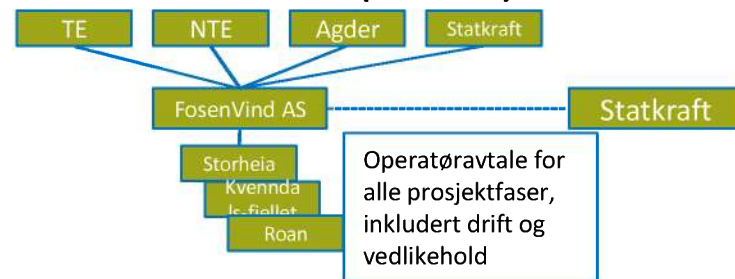 TE
NTE
Agder
Statkraft
FosenVind AS
Statkraft
Storheia
Kvennda
ls-fjellet
Roan
Operatøravtale for
alle prosjektfaser,
inkludert drift og
vedlikehold